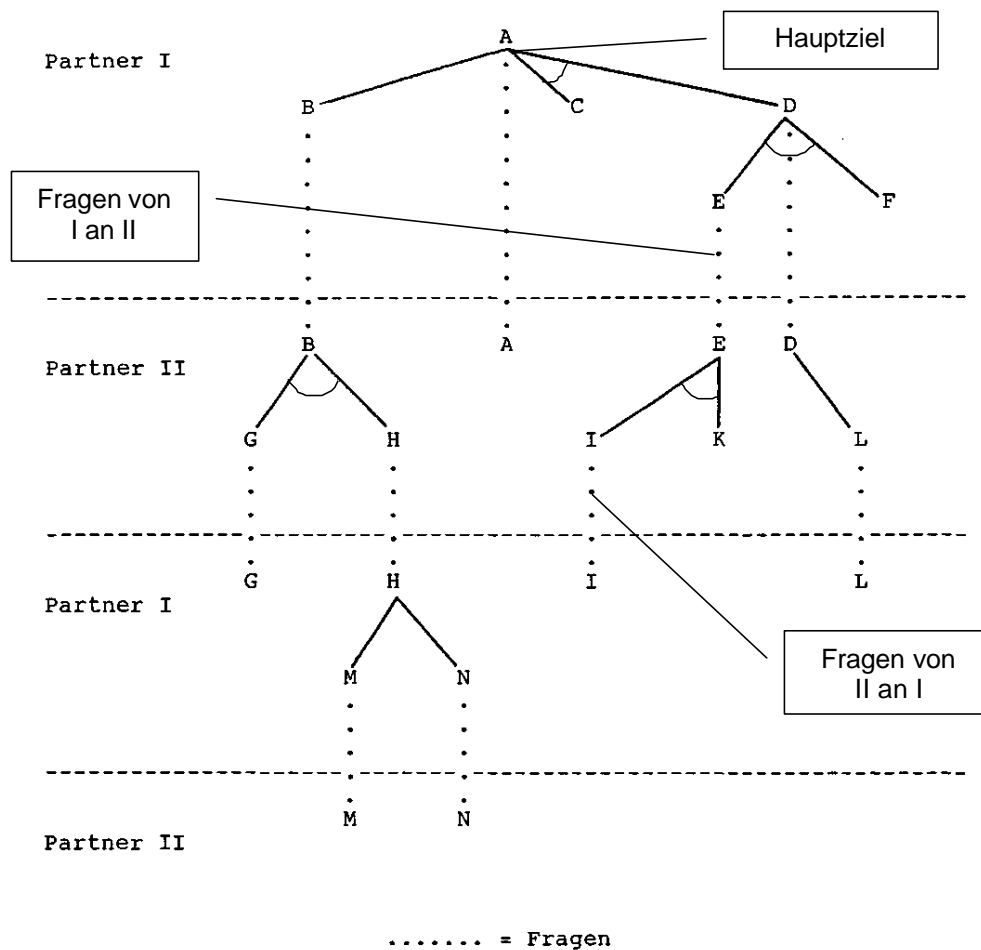 A
Hauptziel
Partner I
B
C
D
Fragen von
I an II
E
F
B
A
E
D
Partner II
G
H
I
K
L
G
H
I
L
Partner I
Fragen von
II an I
M
N
M
N
Partner II
....... = Fragen